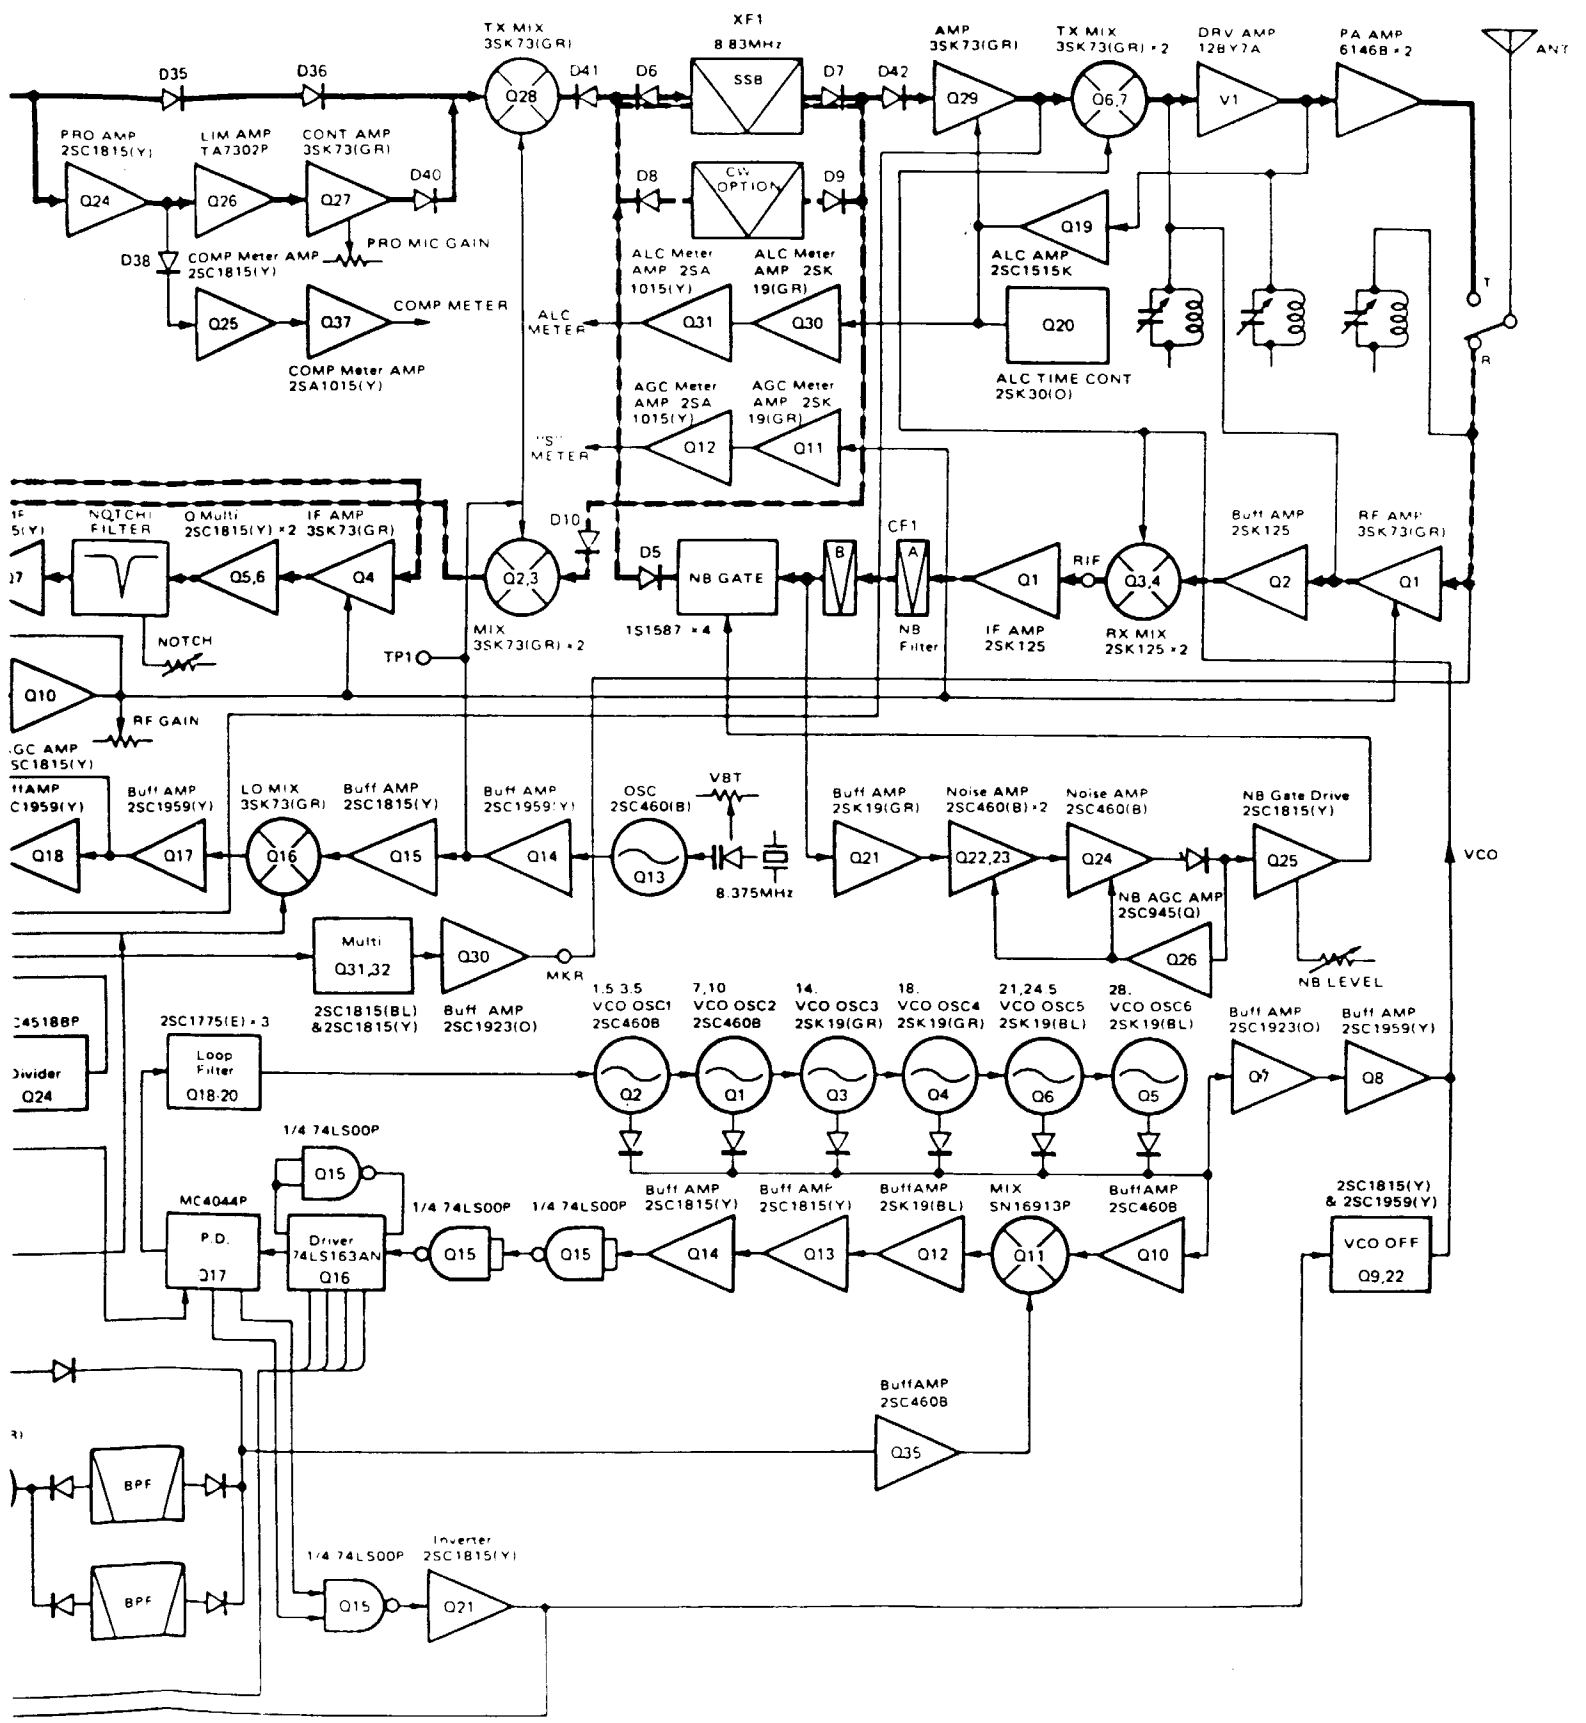 TX MIX
3SK73(GR)
XF1
8.83MHz
AMP
3SK73(GR)
TX MIX
3SK73(GR) × 2
DRV AMP
12BY7A
PA AMP
6146B × 2
ANT
D35
D36
Q28
D41
D6
SSB
D7
D42
Q29
Q6,7
V1
PRO AMP
2SC1815(Y)
LIM AMP
TA7302P
CONT AMP
3SK73(GR)
D40
Q24
Q26
Q27
PRO MIC GAIN
D8
CW
OPTION
D9
Q19
ALC AMP
2SC1515K
D38
COMP Meter AMP
2SC1815(Y)
Q25
Q37
COMP METER
COMP Meter AMP
2SA1015(Y)
ALC Meter
AMP 2SA
1015(Y)
ALC Meter
AMP 2SK
19(GR)
ALC
METER
Q31
Q30
Q20
ALC TIME CONT
2SK30(O)
T
R
AGC Meter
AMP 2SA
1015(Y)
AGC Meter
AMP 2SK
19(GR)
"S"
METER
Q12
Q11
IF
5(Y)
NOTCH
FILTER
Q Multi
2SC1815(Y) × 2
IF AMP
3SK73(GR)
D10
CF1
Buff AMP
2SK125
RF AMP
3SK73(GR)
Q7
Q5,6
Q4
Q2,3
D5
NB GATE
B
A
Q1
RIF
Q3,4
Q2
Q1
NOTCH
MIX
3SK73(GR) × 2
1S1587 × 4
NB
Filter
IF AMP
2SK125
RX MIX
2SK125 × 2
TP1
Q10
RF GAIN
GC AMP
SC1815(Y)
ffAMP
C1959(Y)
Buff AMP
2SC1959(Y)
LO MIX
3SK73(GR)
Buff AMP
2SC1815(Y)
Buff AMP
2SC1959(Y)
OSC
2SC460(B)
VBT
Buff AMP
2SK19(GR)
Noise AMP
2SC460(B)×2
Noise AMP
2SC460(B)
NB Gate Drive
2SC1815(Y)
Q18
Q17
Q16
Q15
Q14
Q13
8.375MHz
Q21
Q22,23
Q24
Q25
VCO
NB AGC AMP
2SC945(Q)
Q26
NB LEVEL
Multi
Q31,32
Q30
MKR
2SC1815(BL)
&2SC1815(Y)
Buff AMP
2SC1923(O)
1.5 3.5
VCO OSC1
2SC460B
7,10
VCO OSC2
2SC460B
14.
VCO OSC3
2SK19(GR)
18.
VCO OSC4
2SK19(GR)
21,24.5
VCO OSC5
2SK19(BL)
28.
VCO OSC6
2SK19(BL)
Buff AMP
2SC1923(O)
Buff AMP
2SC1959(Y)
C4518BP
Divider
Q24
2SC1775(E) × 3
Loop
Filter
Q18-20
Q2
Q1
Q3
Q4
Q6
Q5
Q7
Q8
1/4 74LS00P
Q15
MC4044P
P.D.
Q17
Driver
74LS163AN
Q16
1/4 74LS00P
Q15
1/4 74LS00P
Q15
Buff AMP
2SC1815(Y)
Q14
Buff AMP
2SC1815(Y)
Q13
BuffAMP
2SK19(BL)
Q12
MIX
SN16913P
Q11
BuffAMP
2SC460B
Q10
2SC1815(Y)
& 2SC1959(Y)
VCO OFF
Q9,22
BuffAMP
2SC460B
Q35
BPF
BPF
1/4 74LS00P
Q15
Inverter
2SC1815(Y)
Q21